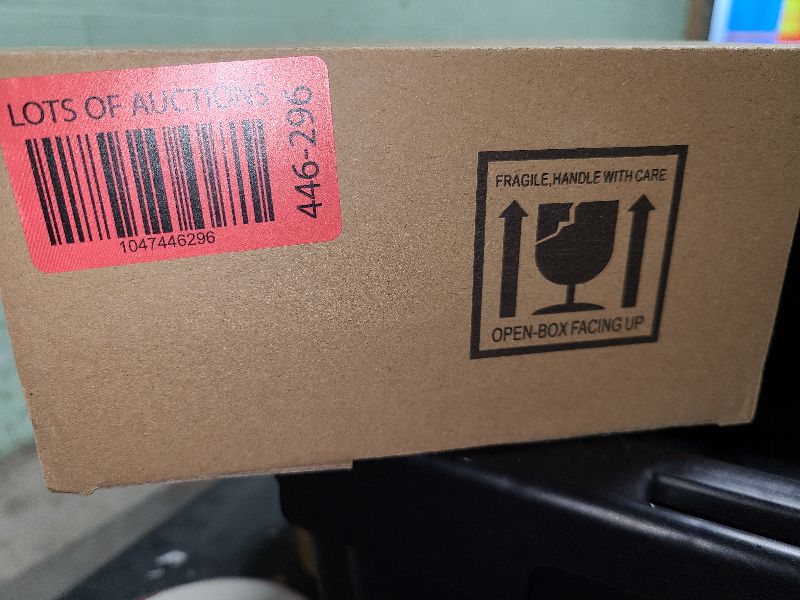 LOTS OF AUCTIONS
446-296
1047446296
FRAGILE,HANDLE WITH CARE
OPEN-BOX FACING UP